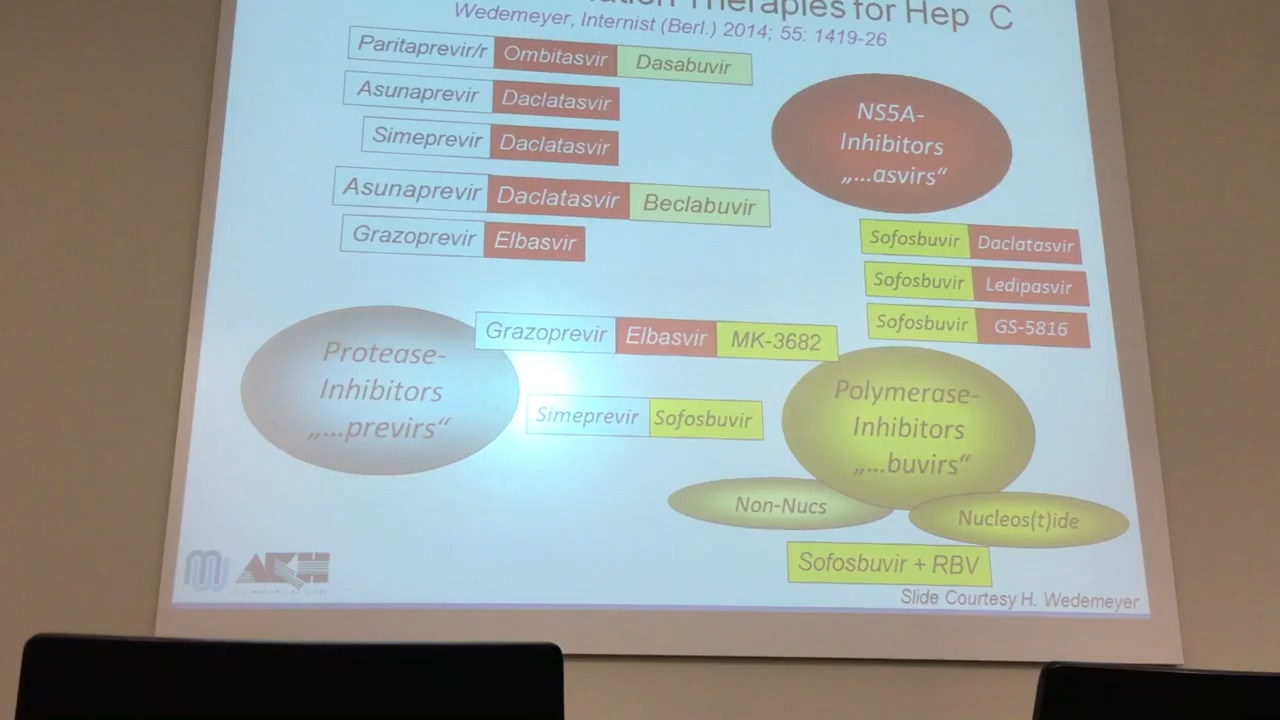 Therapies for Hep C
Wedemeyer, Internist (Berl.) 2014; 55: 1419-26
Paritaprevir/r Ombitasvir Dasabuvir
Asunaprevir Daclatasvir
Simeprevir Daclatasvir
Asunaprevir Daclatasvir Beclabuvir
Grazoprevir Elbasvir
NS5A-
Inhibitors
„...asvirs“
Sofosbuvir Daclatasvir
Sofosbuvir Ledipasvir
Sofosbuvir GS-5816
Protease-
Inhibitors
„...previrs“
Grazoprevir Elbasvir MK-3682
Simeprevir Sofosbuvir
Polymerase-
Inhibitors
„...buvirs“
Non-Nucs
Nucleos(t)ide
Sofosbuvir + RBV
Slide Courtesy H. Wedemeyer
AKH